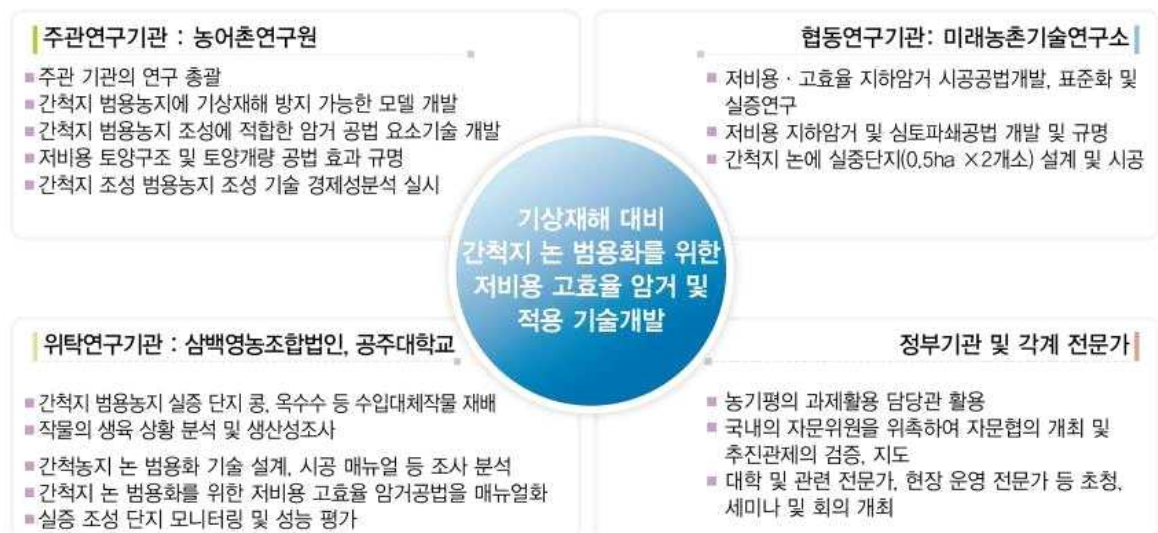 주관연구기관 : 농어촌연구원
■ 주관 기관의 연구 총괄
■ 간척지 범용농지에 기상재해 방지 가능한 모델 개발
■ 간척지 범용농지 조성에 적합한 암거 공법 요소기술 개발
■ 저비용 토양구조 및 토양개량 공법 효과 규명
■ 간척지 조성 범용농지 조성 기술 경제성분석 실시
협동연구기관: 미래농촌기술연구소
■ 저비용 · 고효율 지하암거 시공공법개발, 표준화 및
실증연구
■ 저비용 지하암거 및 심토파쇄공법 개발 및 규명
■ 간척지 논에 실중단지(0.5ha ×2개소) 설계 및 시공
기상재해 대비
간척지 논 범용화를 위한
저비용 고효율 암거 및
적용 기술개발
위탁연구기관 : 삼백영농조합법인, 공주대학교
■ 간척지 범용농지 실증 단지 콩, 옥수수 등 수입대체작물 재배
■ 작물의 생육 상황 분석 및 생산성조사
■ 간척농지 논 범용화 기술 설계, 시공 매뉴얼 등 조사 분석
■ 간척지 논 범용화를 위한 저비용 고효율 암거공법을 매뉴얼화
■ 실증 조성 단지 모니터링 및 성능 평가
정부기관 및 각계 전문가
■ 농기평의 과제활용 담당관 활용
■ 국내의 자문위원을 위촉하여 자문협의 개최 및
추진관제의 검증, 지도
■ 대학 및 관련 전문가, 현장 운영 전문가 등 초청,
세미나 및 회의 개최